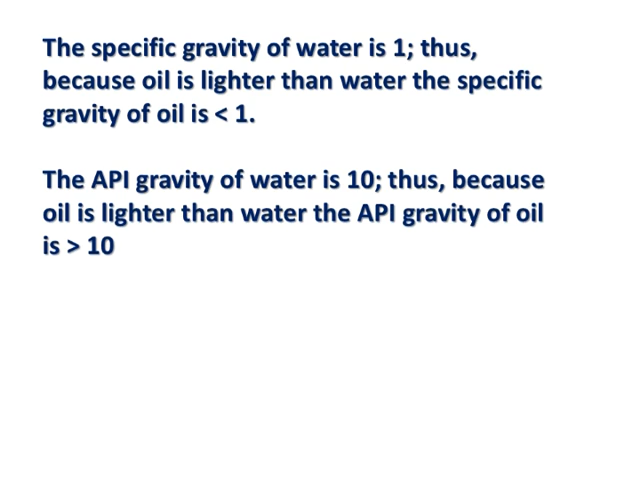 The specific gravity of water is 1; thus,
because oil is lighter than water the specific
gravity of oil is < 1.
The API gravity of water is 10; thus, because
oil is lighter than water the API gravity of oil
is > 10